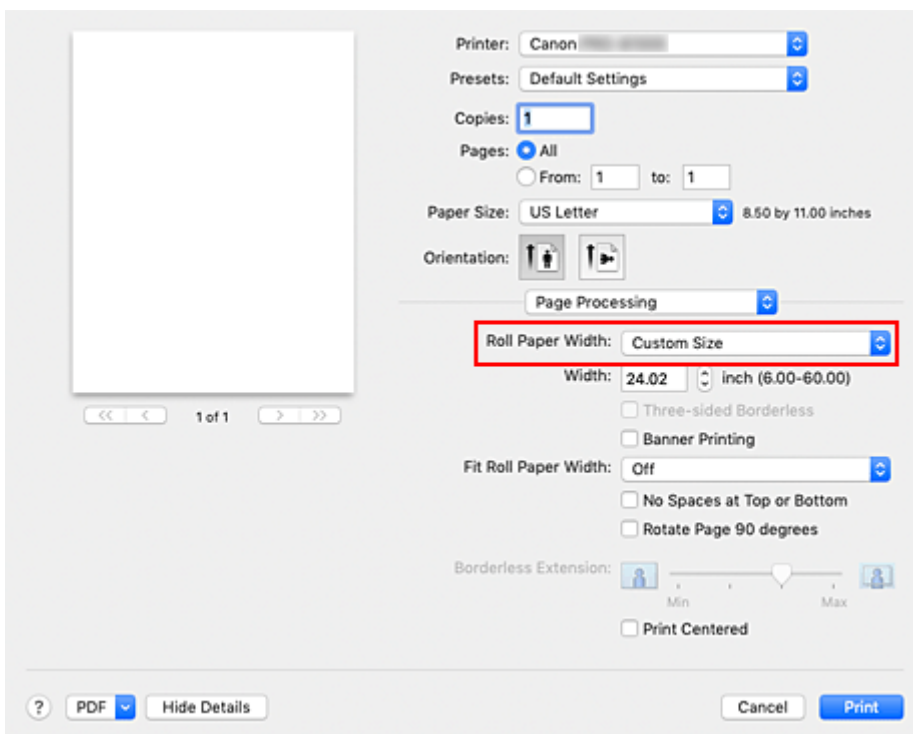 Printer: Canon
Presets: Default Settings
Copies: 1
Pages: All
From: 1 to: 1
Paper Size: US Letter 8.50 by 11.00 inches
Orientation:
Page Processing
Roll Paper Width: Custom Size
Width: 24.02 inch (6.00-60.00)
Three-sided Borderless
Banner Printing
Fit Roll Paper Width: Off
No Spaces at Top or Bottom
Rotate Page 90 degrees
Borderless Extension:
Min Max
Print Centered
1 of 1
? PDF Hide Details Cancel Print